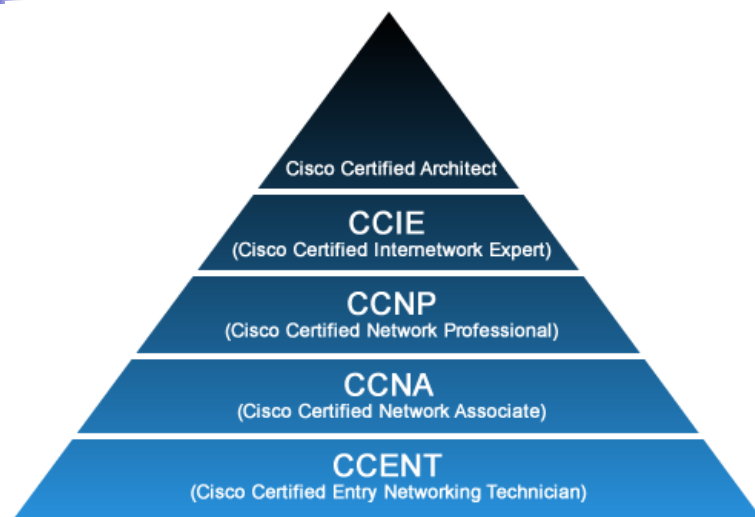 Cisco Certified Architect
CCIE
(Cisco Certified Internetwork Expert)
CCNP
(Cisco Certified Network Professional)
CCNA
(Cisco Certified Network Associate)
CCENT
(Cisco Certified Entry Networking Technician)